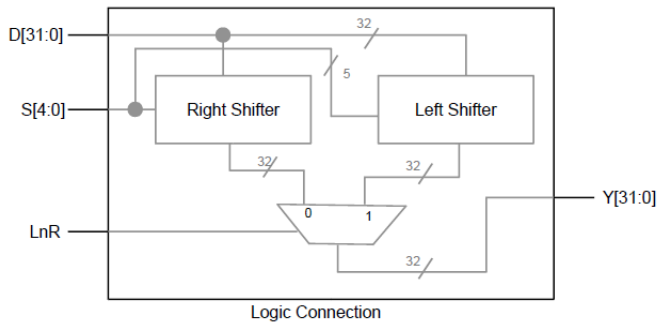 D[31:0]
32
5
S[4:0]
Right Shifter
Left Shifter
32
32
0
1
Y[31:0]
LnR
32
Logic Connection